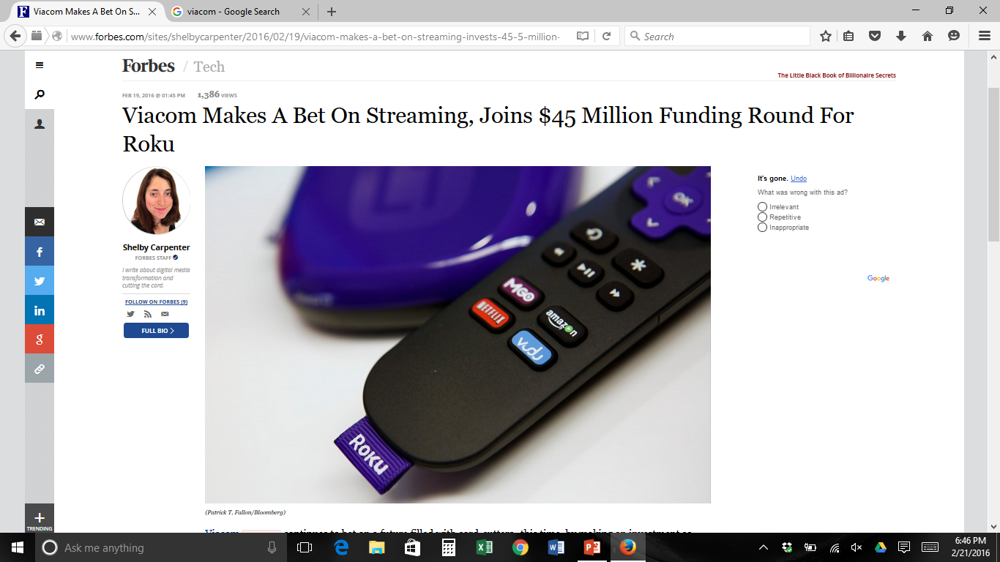 Viacom Makes A Bet On S...
viacom - Google Search
www.forbes.com/sites/shelbycarpenter/2016/02/19/viacom-makes-a-bet-on-streaming-invests-45-5-million-
Search
Forbes / Tech
The Little Black Book of Billionaire Secrets
FEB 19, 2016 @ 01:45 PM 1,386 VIEWS
Viacom Makes A Bet On Streaming, Joins $45 Million Funding Round For
Roku
It's gone. Undo
What was wrong with this ad?
Irrelevant
Repetitive
Inappropriate
Google
Shelby Carpenter
FORBES STAFF
I write about digital media
transformation and
cutting the cord.
FOLLOW ON FORBES (9)
FULL BIO
OK
MGO
NETFLIX
amazon
vudu
ROKU
(Patrick T. Fallon/Bloomberg)
TRENDING
Ask me anything
6:46 PM
2/21/2016